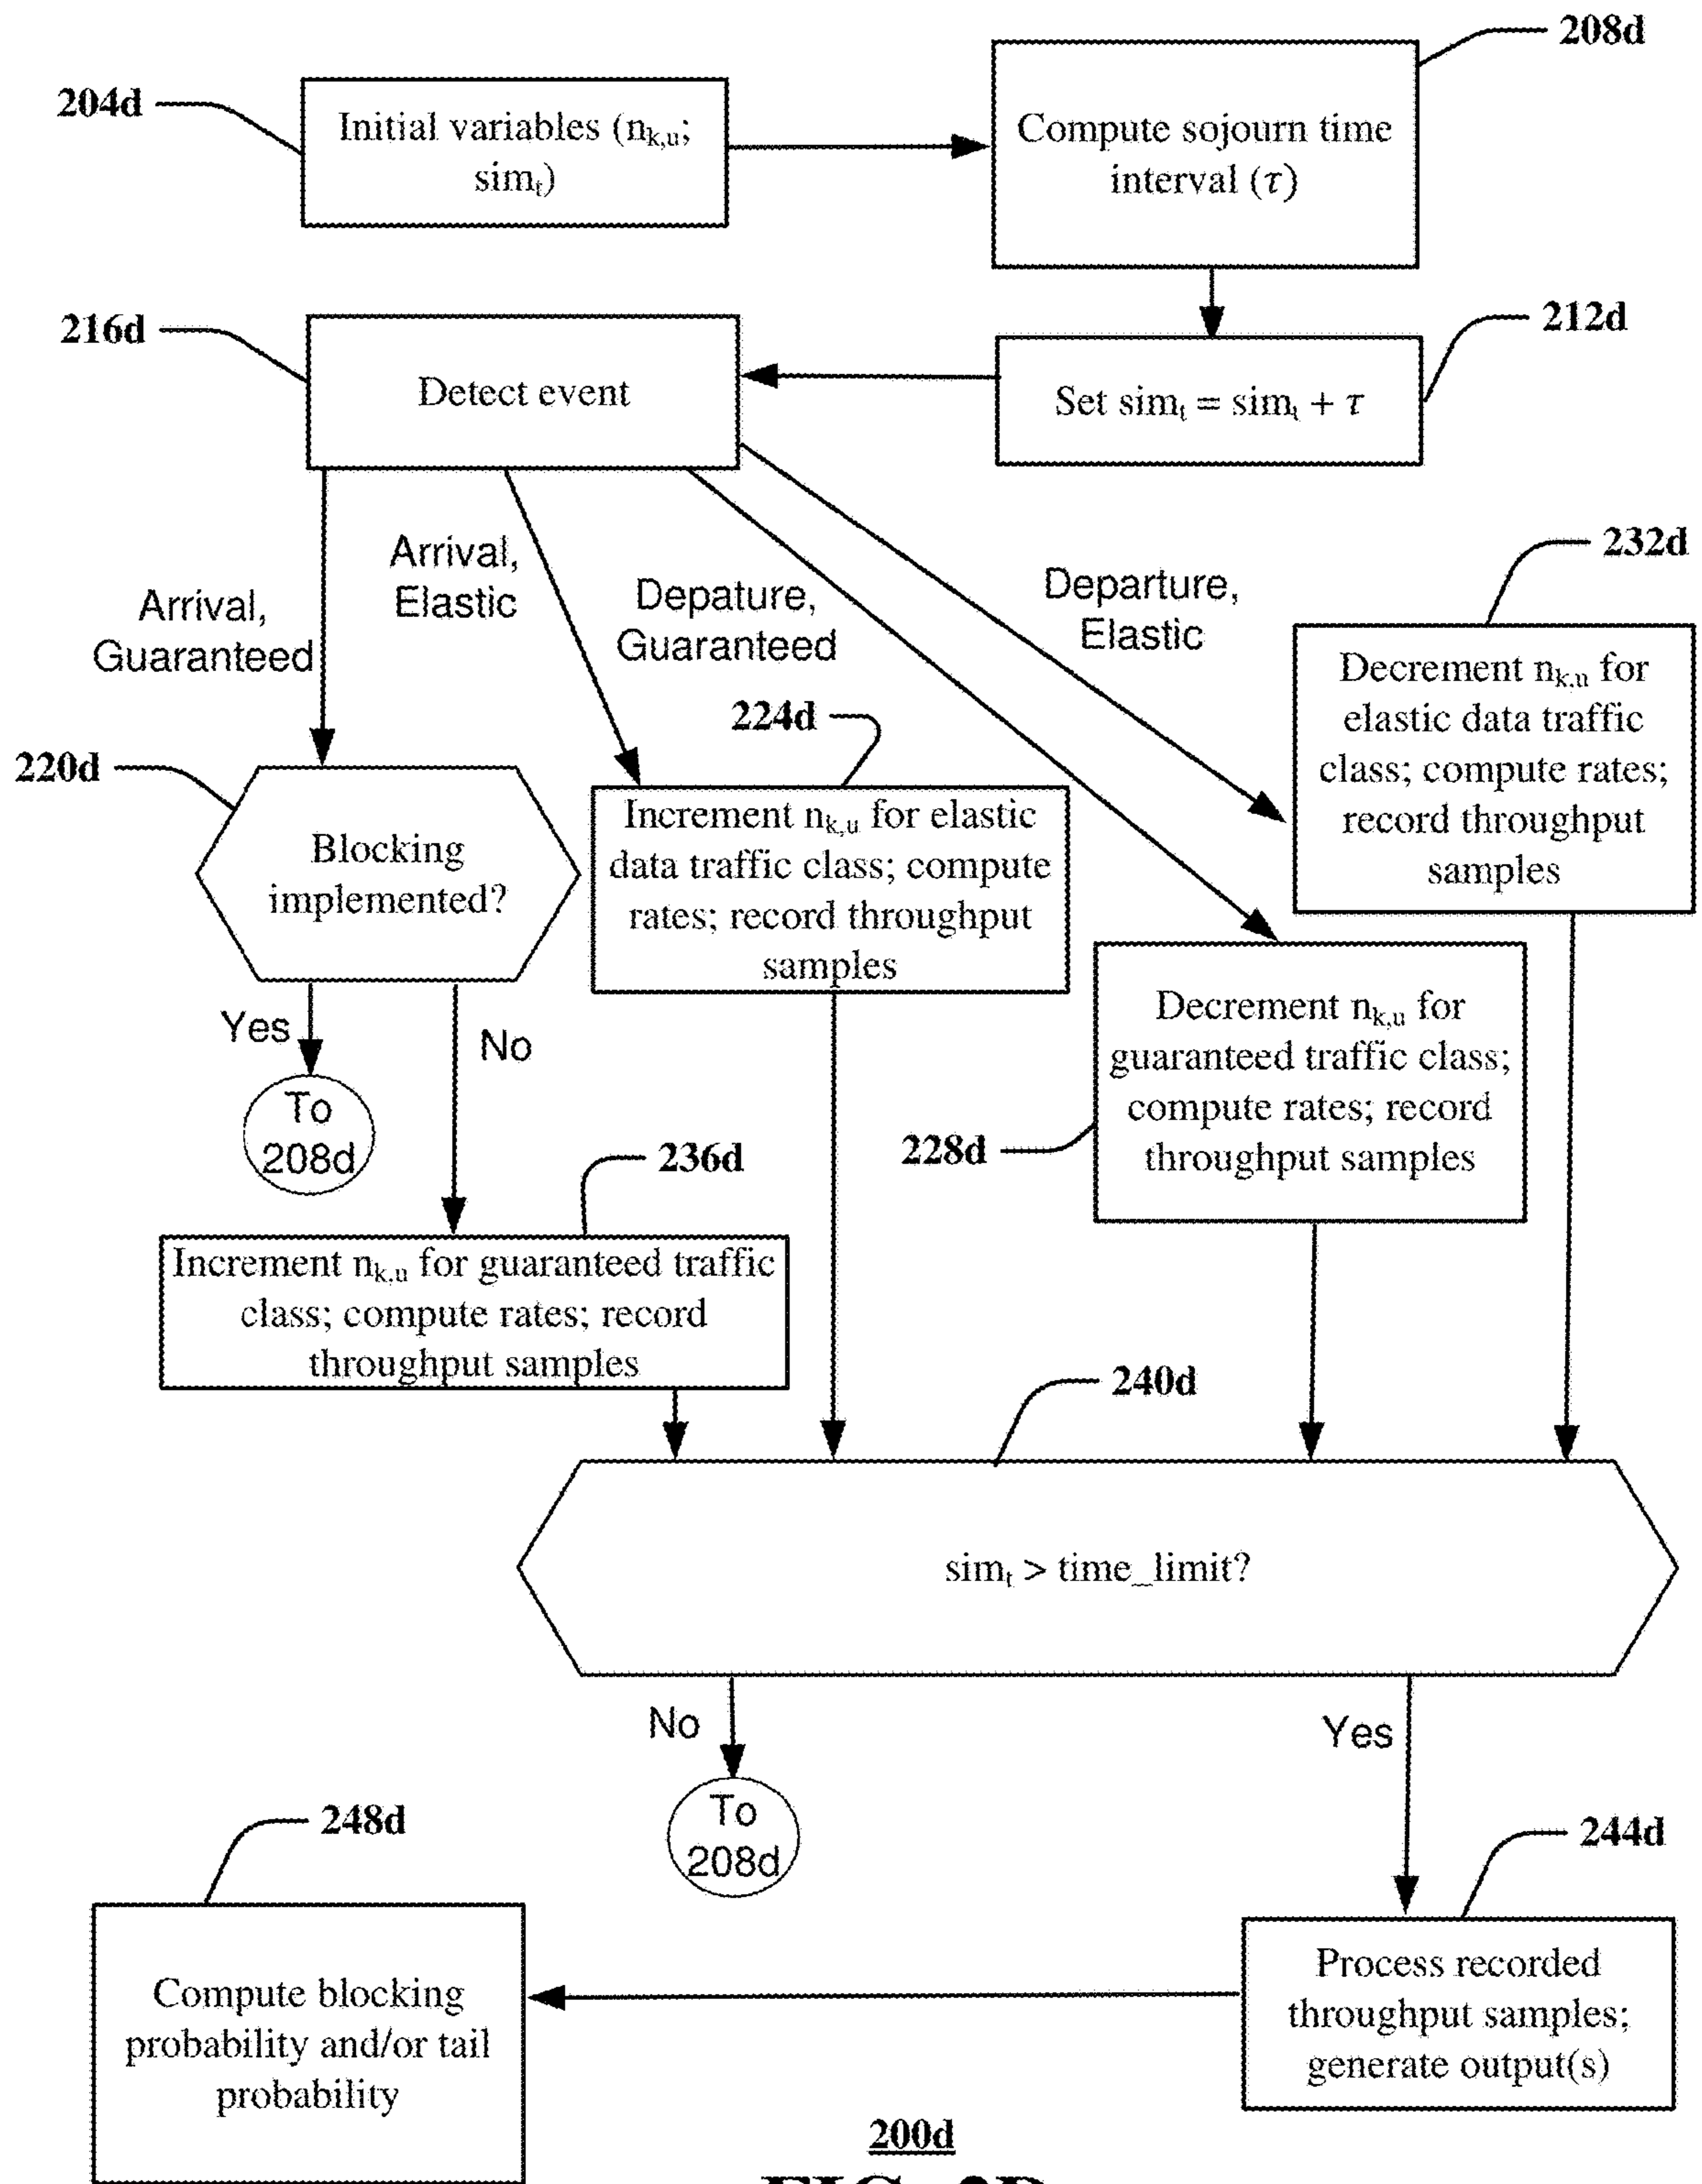 208d
204d
Initial variables (nk,u;
simt)
Compute sojourn time
interval (τ)
216d
212d
Detect event
Set simt = simt + τ
232d
Arrival,
Guaranteed
Arrival,
Elastic
Depature,
Guaranteed
Departure,
Elastic
Decrement nk,u for
elastic data traffic
class; compute rates;
record throughput
samples
224d
220d
Blocking
implemented?
Increment nk,u for elastic
data traffic class; compute
rates; record throughput
samples
Decrement nk,u for
guaranteed traffic class;
compute rates; record
throughput samples
228d
Yes
No
To
208d
236d
Increment nk,u for guaranteed traffic
class; compute rates; record
throughput samples
240d
simt > time_limit?
No
Yes
To
208d
248d
244d
Compute blocking
probability and/or tail
probability
Process recorded
throughput samples;
generate output(s)
200d